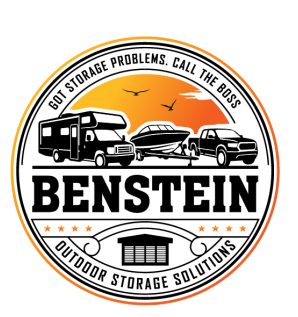 GOT STORAGE PROBLEMS. CALL THE BOSS
BENSTEIN
OUTDOOR STORAGE SOLUTIONS